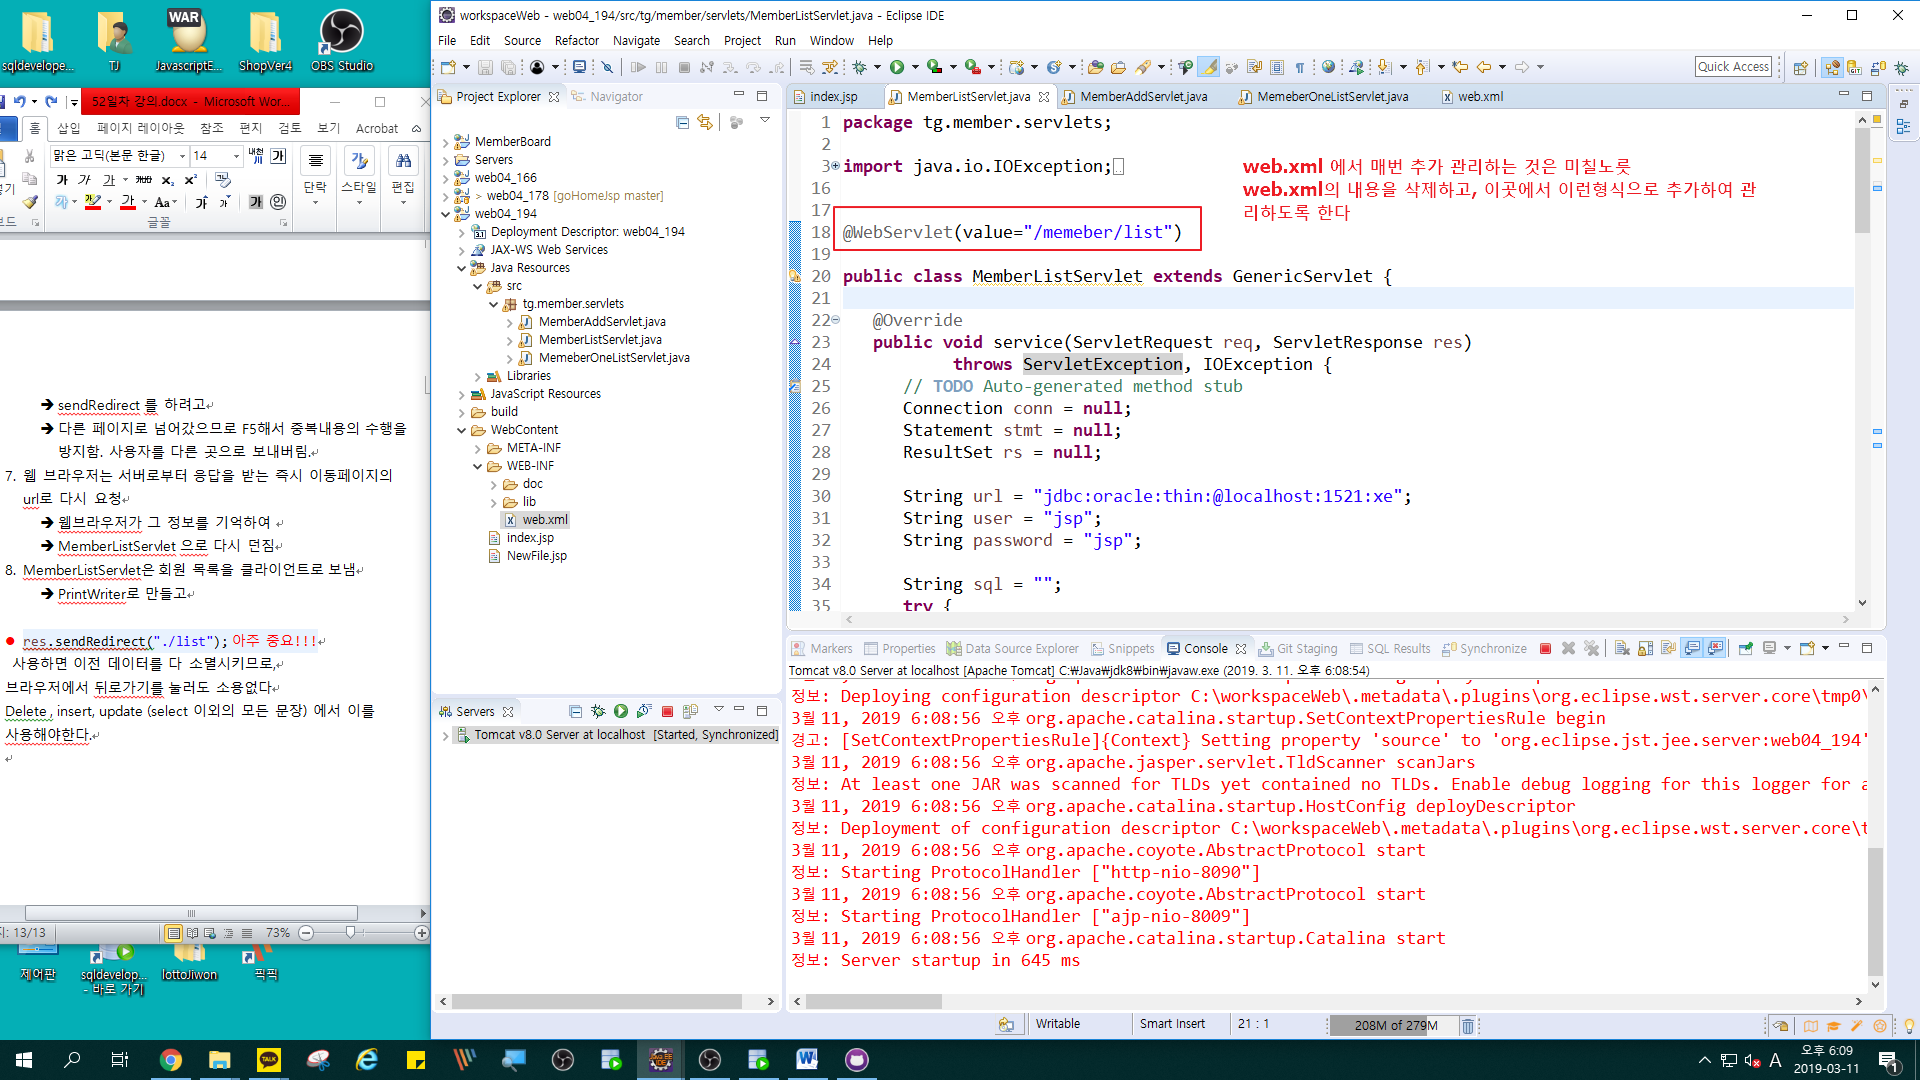 sqldevelope...
TJ
WAR
JavascriptE...
ShopVer4
OBS Studio
52일차 강의.docx - Microsoft Wor...
홈 삽입 페이지 레이아웃 참조 편지 검토 보기 Acrobat
맑은 고딕(본문 한글) 14
단락
스타일
편집
글꼴
➔ sendRedirect 를 하려고
➔ 다른 페이지로 넘어갔으므로 F5해서 중복내용의 수행을
방지함. 사용자를 다른 곳으로 보내버림.
7. 웹 브라우저는 서버로부터 응답을 받는 즉시 이동페이지의
url로 다시 요청
➔ 웹브라우저가 그 정보를 기억하여
➔ MemberListServlet 으로 다시 던짐
8. MemberListServlet은 회원 목록을 클라이언트로 보냄
➔ PrintWriter로 만들고
● res.sendRedirect("./list"); 아주 중요!!!
사용하면 이전 데이터를 다 소멸시키므로,
브라우저에서 뒤로가기를 눌러도 소용없다
Delete , insert, update (select 이외의 모든 문장) 에서 이를
사용해야한다.
지: 13/13
73%
제어판
sqldevelop...
- 바로 가기
lottoJiwon
픽픽
workspaceWeb - web04_194/src/tg/member/servlets/MemberListServlet.java - Eclipse IDE
File Edit Source Refactor Navigate Search Project Run Window Help
Quick Access
Project Explorer
Navigator
MemberBoard
Servers
web04_166
> web04_178 [goHomeJsp master]
web04_194
Deployment Descriptor: web04_194
JAX-WS Web Services
Java Resources
src
tg.member.servlets
MemberAddServlet.java
MemberListServlet.java
MemeberOneListServlet.java
Libraries
JavaScript Resources
build
WebContent
META-INF
WEB-INF
doc
lib
web.xml
index.jsp
NewFile.jsp
Servers
Tomcat v8.0 Server at localhost [Started, Synchronized]
index.jsp
MemberListServlet.java
MemberAddServlet.java
MemeberOneListServlet.java
web.xml
1 package tg.member.servlets;
2
3 import java.io.IOException;
16
17
18 @WebServlet(value="/memeber/list")
19
20 public class MemberListServlet extends GenericServlet {
21
22 @Override
23 public void service(ServletRequest req, ServletResponse res)
24 throws ServletException, IOException {
25 // TODO Auto-generated method stub
26 Connection conn = null;
27 Statement stmt = null;
28 ResultSet rs = null;
29
30 String url = "jdbc:oracle:thin:@localhost:1521:xe";
31 String user = "jsp";
32 String password = "jsp";
33
34 String sql = "";
35 try {
web.xml 에서 매번 추가 관리하는 것은 미칠노릇
web.xml의 내용을 삭제하고, 이곳에서 이런형식으로 추가하여 관
리하도록 한다
Markers Properties Data Source Explorer Snippets Console Git Staging SQL Results Synchronize
Tomcat v8.0 Server at localhost [Apache Tomcat] C:₩Java₩jdk8₩bin₩javaw.exe (2019. 3. 11. 오후 6:08:54)
정보: Deploying configuration descriptor C:\workspaceWeb\.metadata\.plugins\org.eclipse.wst.server.core\tmp0\
3월 11, 2019 6:08:56 오후 org.apache.catalina.startup.SetContextPropertiesRule begin
경고: [SetContextPropertiesRule]{Context} Setting property 'source' to 'org.eclipse.jst.jee.server:web04_194'
3월 11, 2019 6:08:56 오후 org.apache.jasper.servlet.TldScanner scanJars
정보: At least one JAR was scanned for TLDs yet contained no TLDs. Enable debug logging for this logger for a
3월 11, 2019 6:08:56 오후 org.apache.catalina.startup.HostConfig deployDescriptor
정보: Deployment of configuration descriptor C:\workspaceWeb\.metadata\.plugins\org.eclipse.wst.server.core\t
3월 11, 2019 6:08:56 오후 org.apache.coyote.AbstractProtocol start
정보: Starting ProtocolHandler ["http-nio-8090"]
3월 11, 2019 6:08:56 오후 org.apache.coyote.AbstractProtocol start
정보: Starting ProtocolHandler ["ajp-nio-8009"]
3월 11, 2019 6:08:56 오후 org.apache.catalina.startup.Catalina start
정보: Server startup in 645 ms
Writable
Smart Insert
21 : 1
208M of 279M
TALK
A
오후 6:09
2019-03-11
1